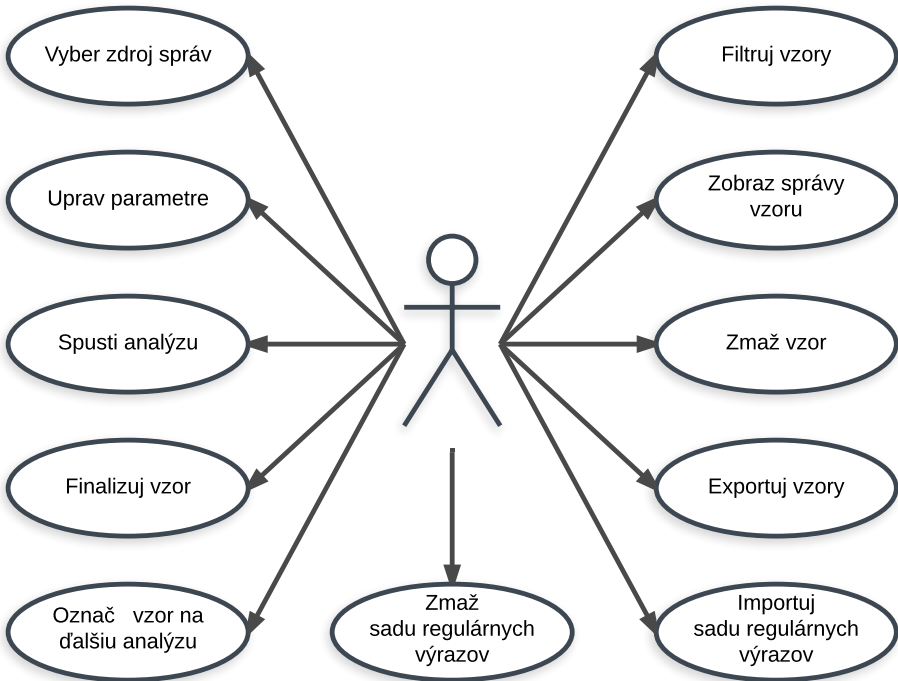 Vyber zdroj správ
Filtruj vzory
Uprav parametre
Zobraz správy
vzoru
Spusti analýzu
Zmaž vzor
Finalizuj vzor
Exportuj vzory
Označ vzor na
ďalšiu analýzu
Zmaž
sadu regulárnych
výrazov
Importuj
sadu regulárnych
výrazov